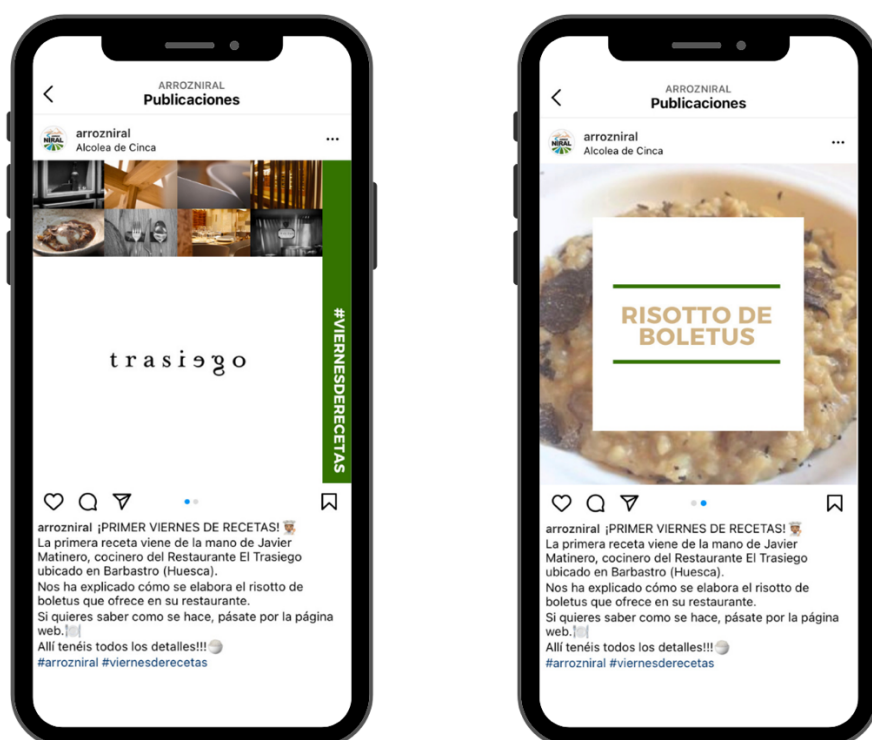 ARROZNIRAL
Publicaciones
NIRAL
arrozniral
Alcolea de Cinca
trasiego
#VIERNESDERECETAS
arrozniral ¡PRIMER VIERNES DE RECETAS!
La primera receta viene de la mano de Javier
Matinero, cocinero del Restaurante El Trasiego
ubicado en Barbastro (Huesca).
Nos ha explicado cómo se elabora el risotto de
boletus que ofrece en su restaurante.
Si quieres saber como se hace, pásate por la página
web.🍽️
Allí tenéis todos los detalles!!!🍚
#arrozniral #viernesderecetas
ARROZNIRAL
Publicaciones
NIRAL
arrozniral
Alcolea de Cinca
RISOTTO DE
BOLETUS
arrozniral ¡PRIMER VIERNES DE RECETAS!
La primera receta viene de la mano de Javier
Matinero, cocinero del Restaurante El Trasiego
ubicado en Barbastro (Huesca).
Nos ha explicado cómo se elabora el risotto de
boletus que ofrece en su restaurante.
Si quieres saber como se hace, pásate por la página
web.🍽️
Allí tenéis todos los detalles!!!🍚
#arrozniral #viernesderecetas